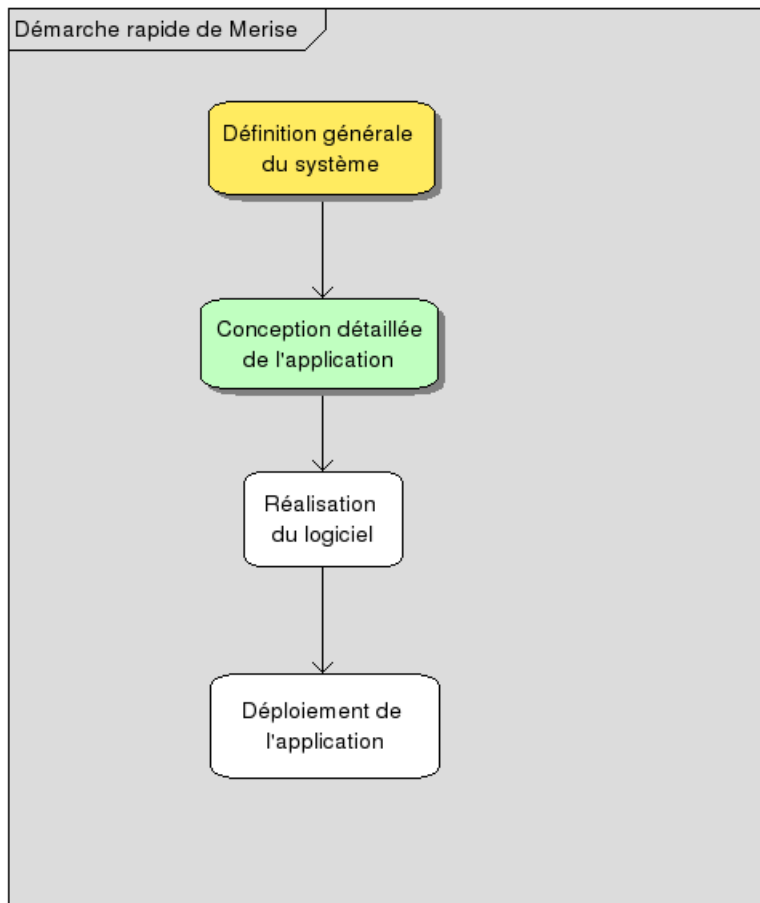 Démarche rapide de Merise
Définition générale
du système
Conception détaillée
de l'application
Réalisation
du logiciel
Déploiement de
l'application